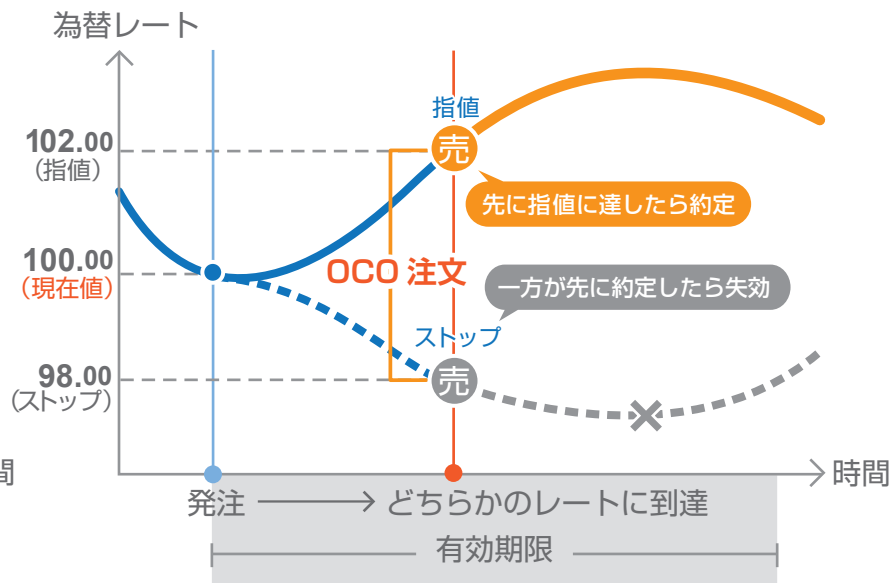 為替レート
指値
102.00
(指値)
売
先に指値に達したら約定
100.00
(現在値)
OCO 注文
一方が先に約定したら失効
ストップ
98.00
(ストップ)
売
間
時間
発注
どちらかのレートに到達
有効期限